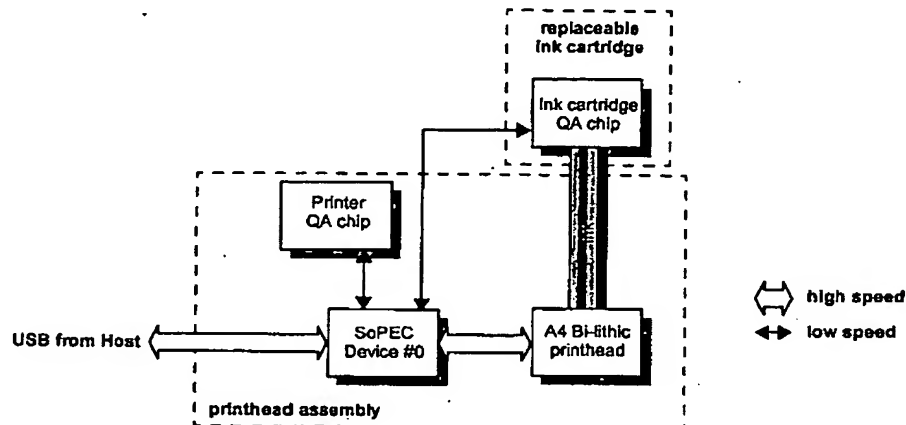 replaceable
ink cartridge
Ink cartridge
QA chip
Printer
QA chip
high speed
USB from Host
SoPEC
Device #0
A4 Bi-lithic
printhead
low speed
printhead assembly